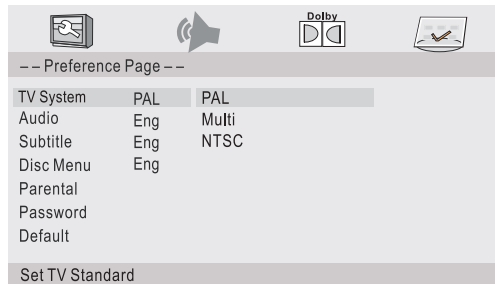 Dolby
-- Preference Page --
TV System PAL PAL
Audio Eng Multi
Subtitle Eng NTSC
Disc Menu Eng
Parental
Password
Default
Set TV Standard